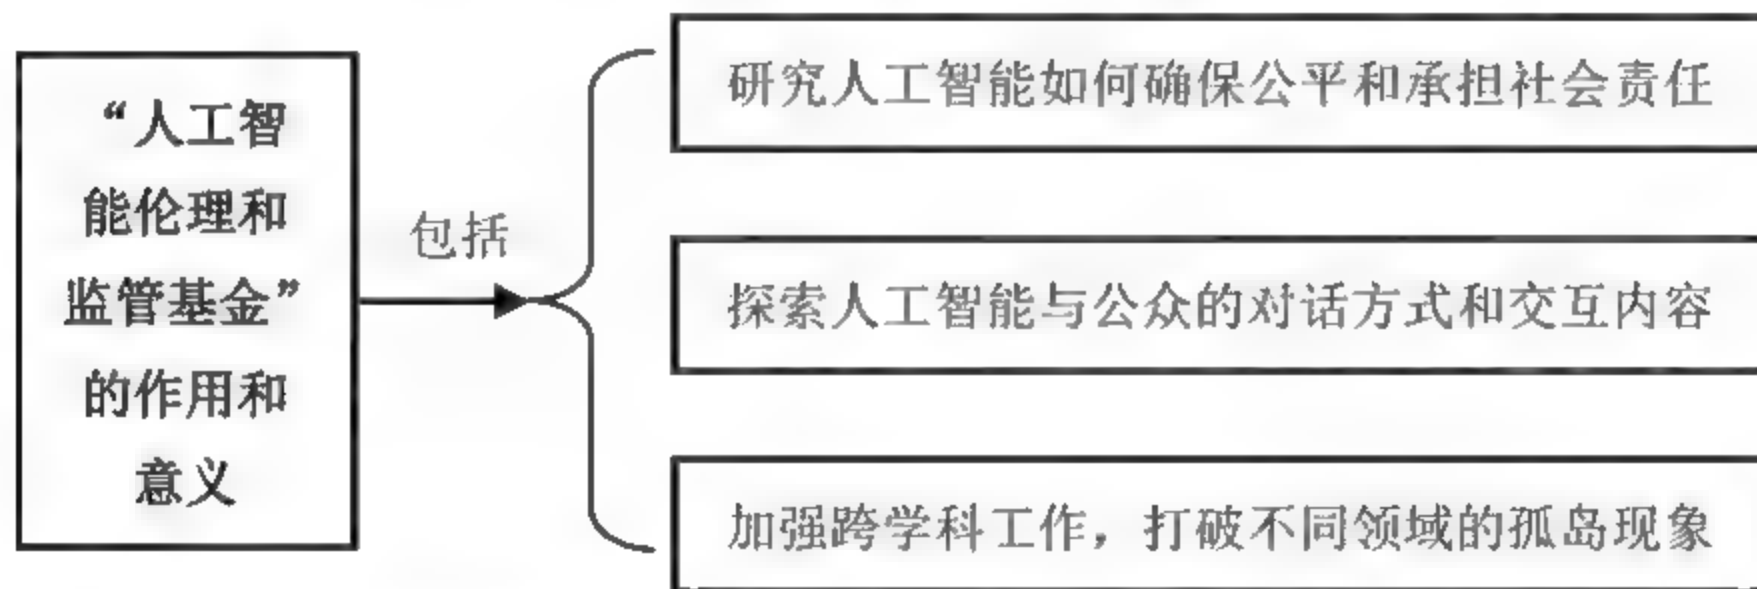 “人工智
能伦理和
监管基金”
的作用和
意义
包括
研究人工智能如何确保公平和承担社会责任
探索人工智能与公众的对话方式和交互内容
加强跨学科工作，打破不同领域的孤岛现象